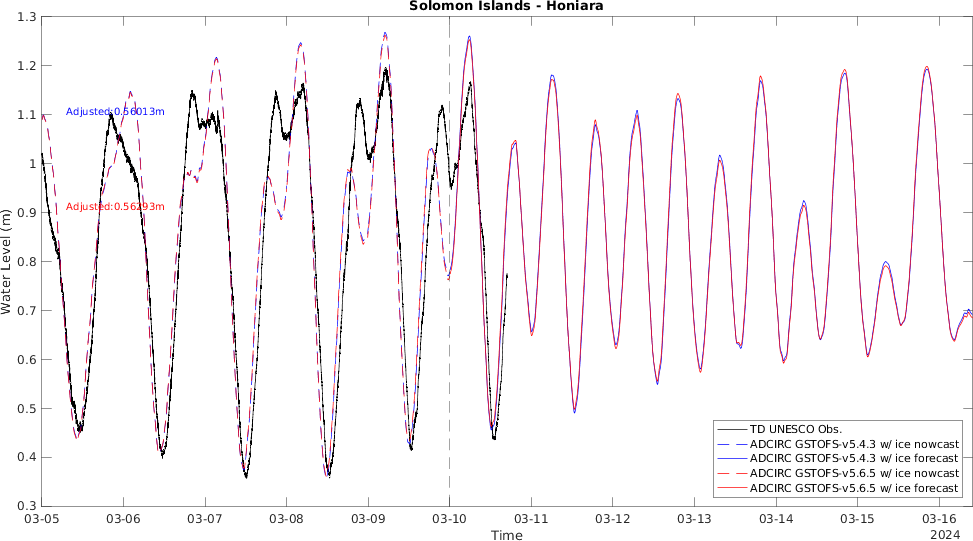 Solomon Islands - Honiara
1.3
1.2
1.1
1
0.9
0.8
0.7
0.6
0.5
0.4
0.3
Water Level (m)
Adjusted:0.56013m
Adjusted:0.56293m
TD UNESCO Obs.
ADCIRC GSTOFS-v5.4.3 w/ ice nowcast
ADCIRC GSTOFS-v5.4.3 w/ ice forecast
ADCIRC GSTOFS-v5.6.5 w/ ice nowcast
ADCIRC GSTOFS-v5.6.5 w/ ice forecast
03-05 03-06 03-07 03-08 03-09 03-10 03-11 03-12 03-13 03-14 03-15 03-16
Time
2024